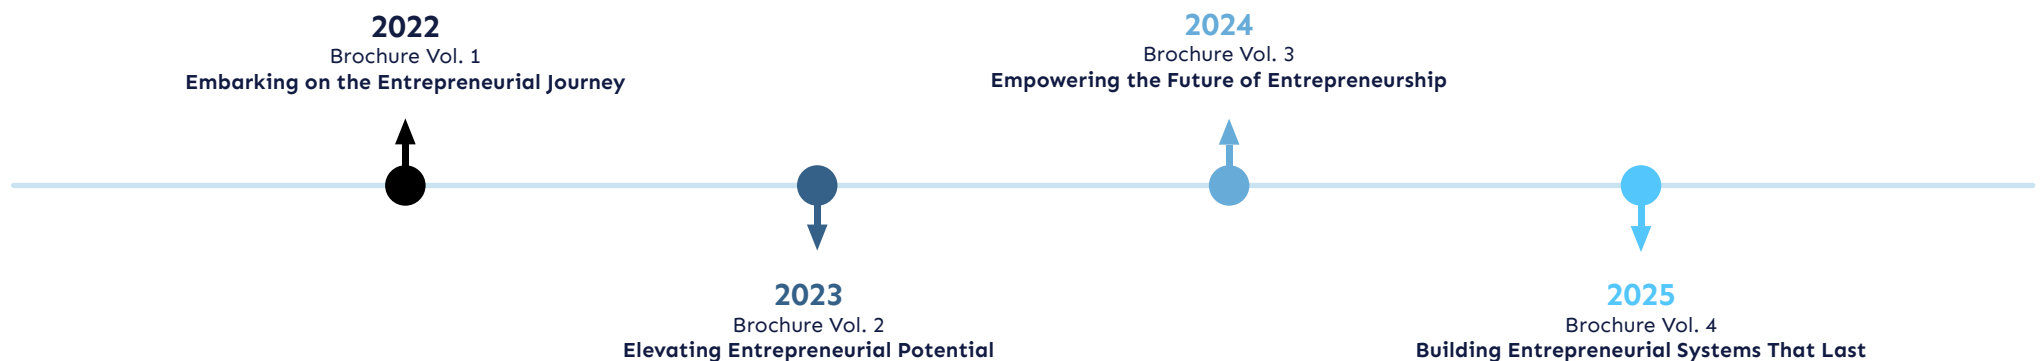 2022
Brochure Vol. 1
Embarking on the Entrepreneurial Journey
2023
Brochure Vol. 2
Elevating Entrepreneurial Potential
2024
Brochure Vol. 3
Empowering the Future of Entrepreneurship
2025
Brochure Vol. 4
Building Entrepreneurial Systems That Last